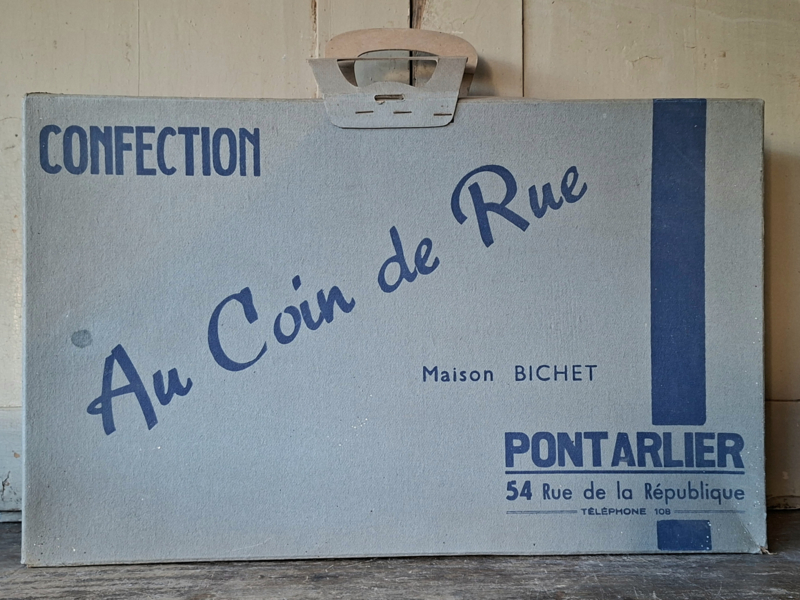 CONFECTION
Au Coin de Rue
Maison BICHET
PONTARLIER
54 Rue de la République
TÉLÉPHONE 108